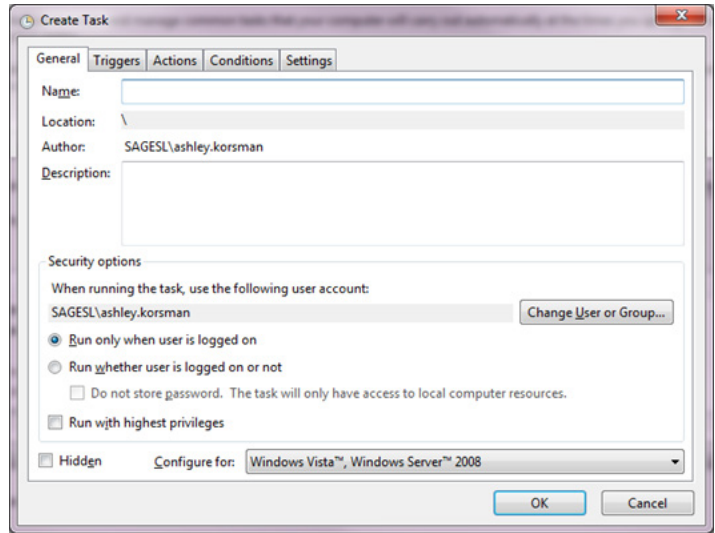 Create Task
General Triggers Actions Conditions Settings
Name:
Location: \
Author: SAGESL\ashley.korsman
Description:
Security options
When running the task, use the following user account:
SAGESL\ashley.korsman Change User or Group...
Run only when user is logged on
Run whether user is logged on or not
Do not store password. The task will only have access to local computer resources.
Run with highest privileges
Hidden Configure for: Windows Vista™, Windows Server™ 2008
OK Cancel